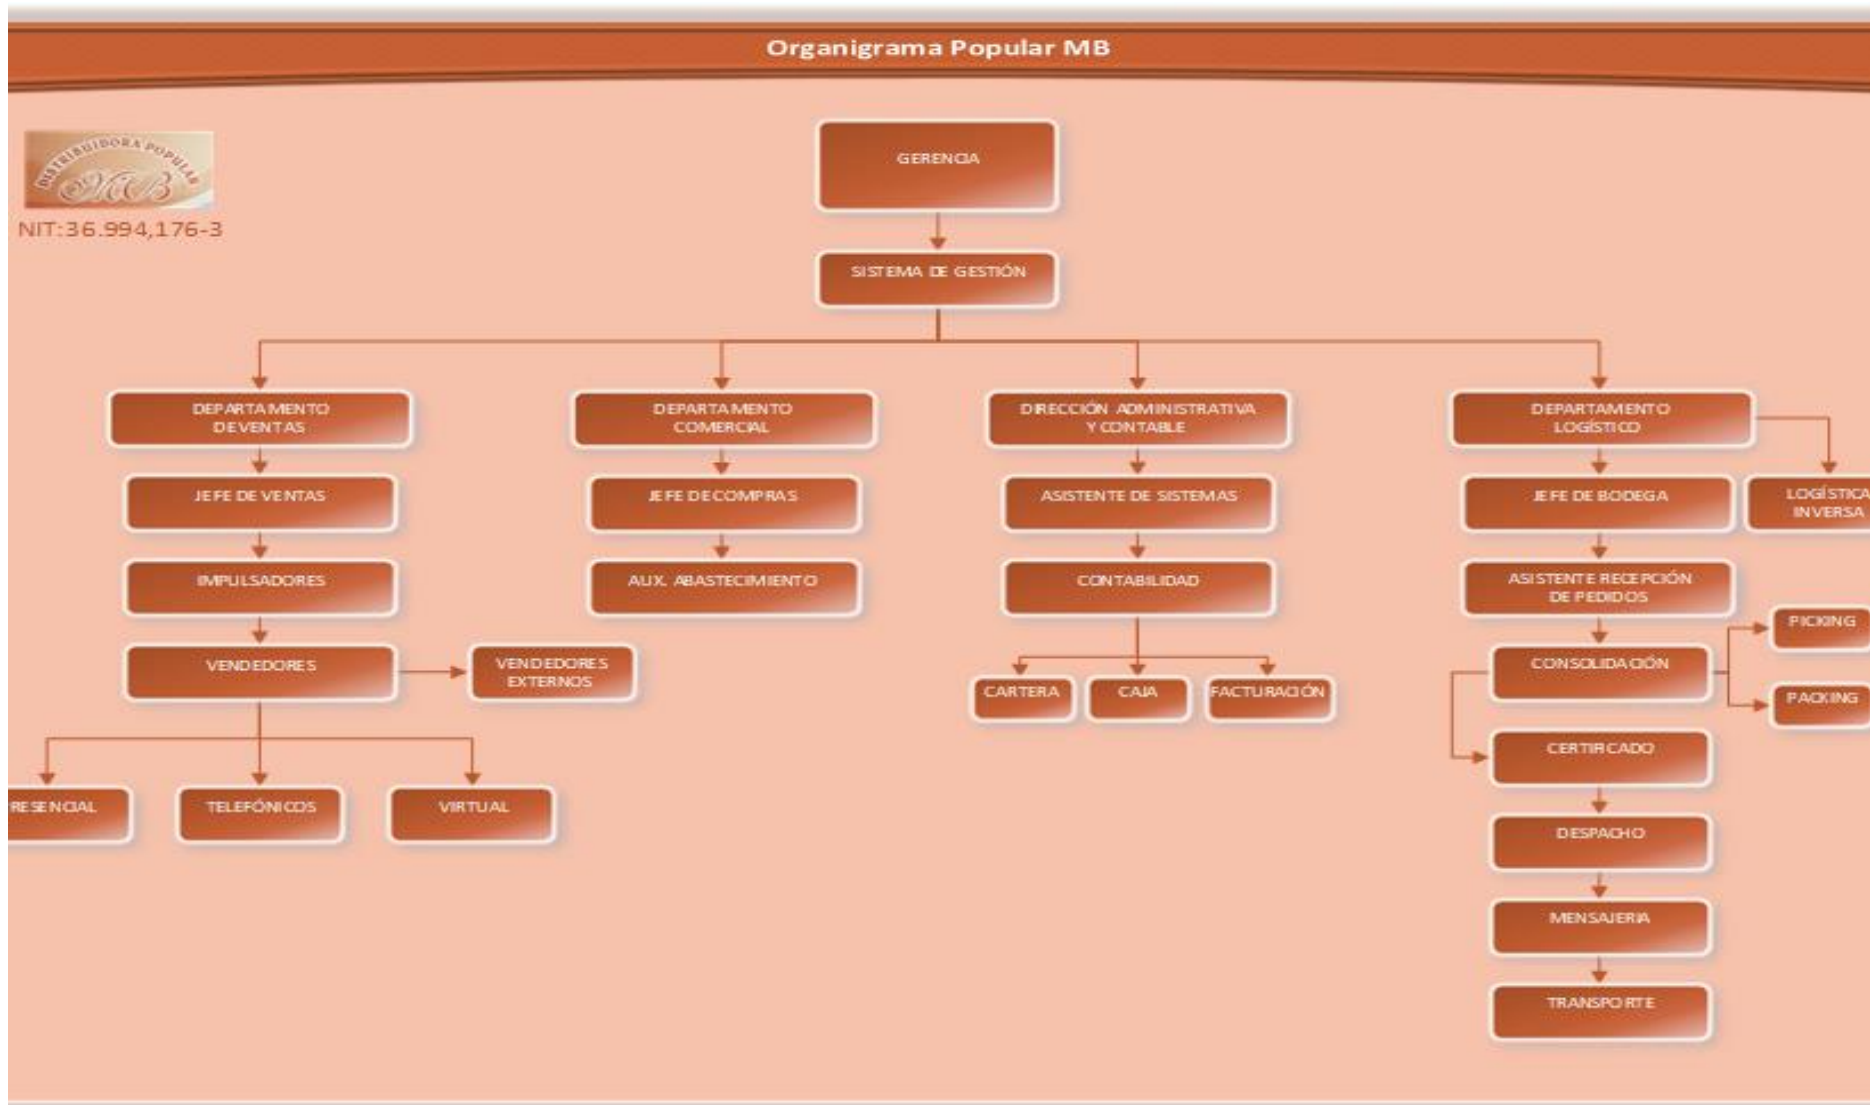 Organigrama Popular MB
DISTRIBUIDORA POPULAR
MB
NIT:36.994,176-3
GERENCIA
SISTEMA DE GESTIÓN
DEPARTAMENTO
DE VENTAS
DEPARTAMENTO
COMERCIAL
DIRECCIÓN ADMINISTRATIVA
Y CONTABLE
DEPARTAMENTO
LOGÍSTICO
JEFE DE VENTAS
JEFE DE COMPRAS
ASISTENTE DE SISTEMAS
JEFE DE BODEGA
LOGÍSTICA
INVERSA
IMPULSADORES
AUX. ABASTECIMIENTO
CONTABILIDAD
ASISTENTE RECEPCIÓN
DE PEDIDOS
PICKING
VENDEDORES
VENDEDORES
EXTERNOS
CONSOLIDACIÓN
CARTERA
CAJA
FACTURACIÓN
PACKING
CERTIFICADO
RESENCIAL
TELEFÓNICOS
VIRTUAL
DESPACHO
MENSAJERIA
TRANSPORTE